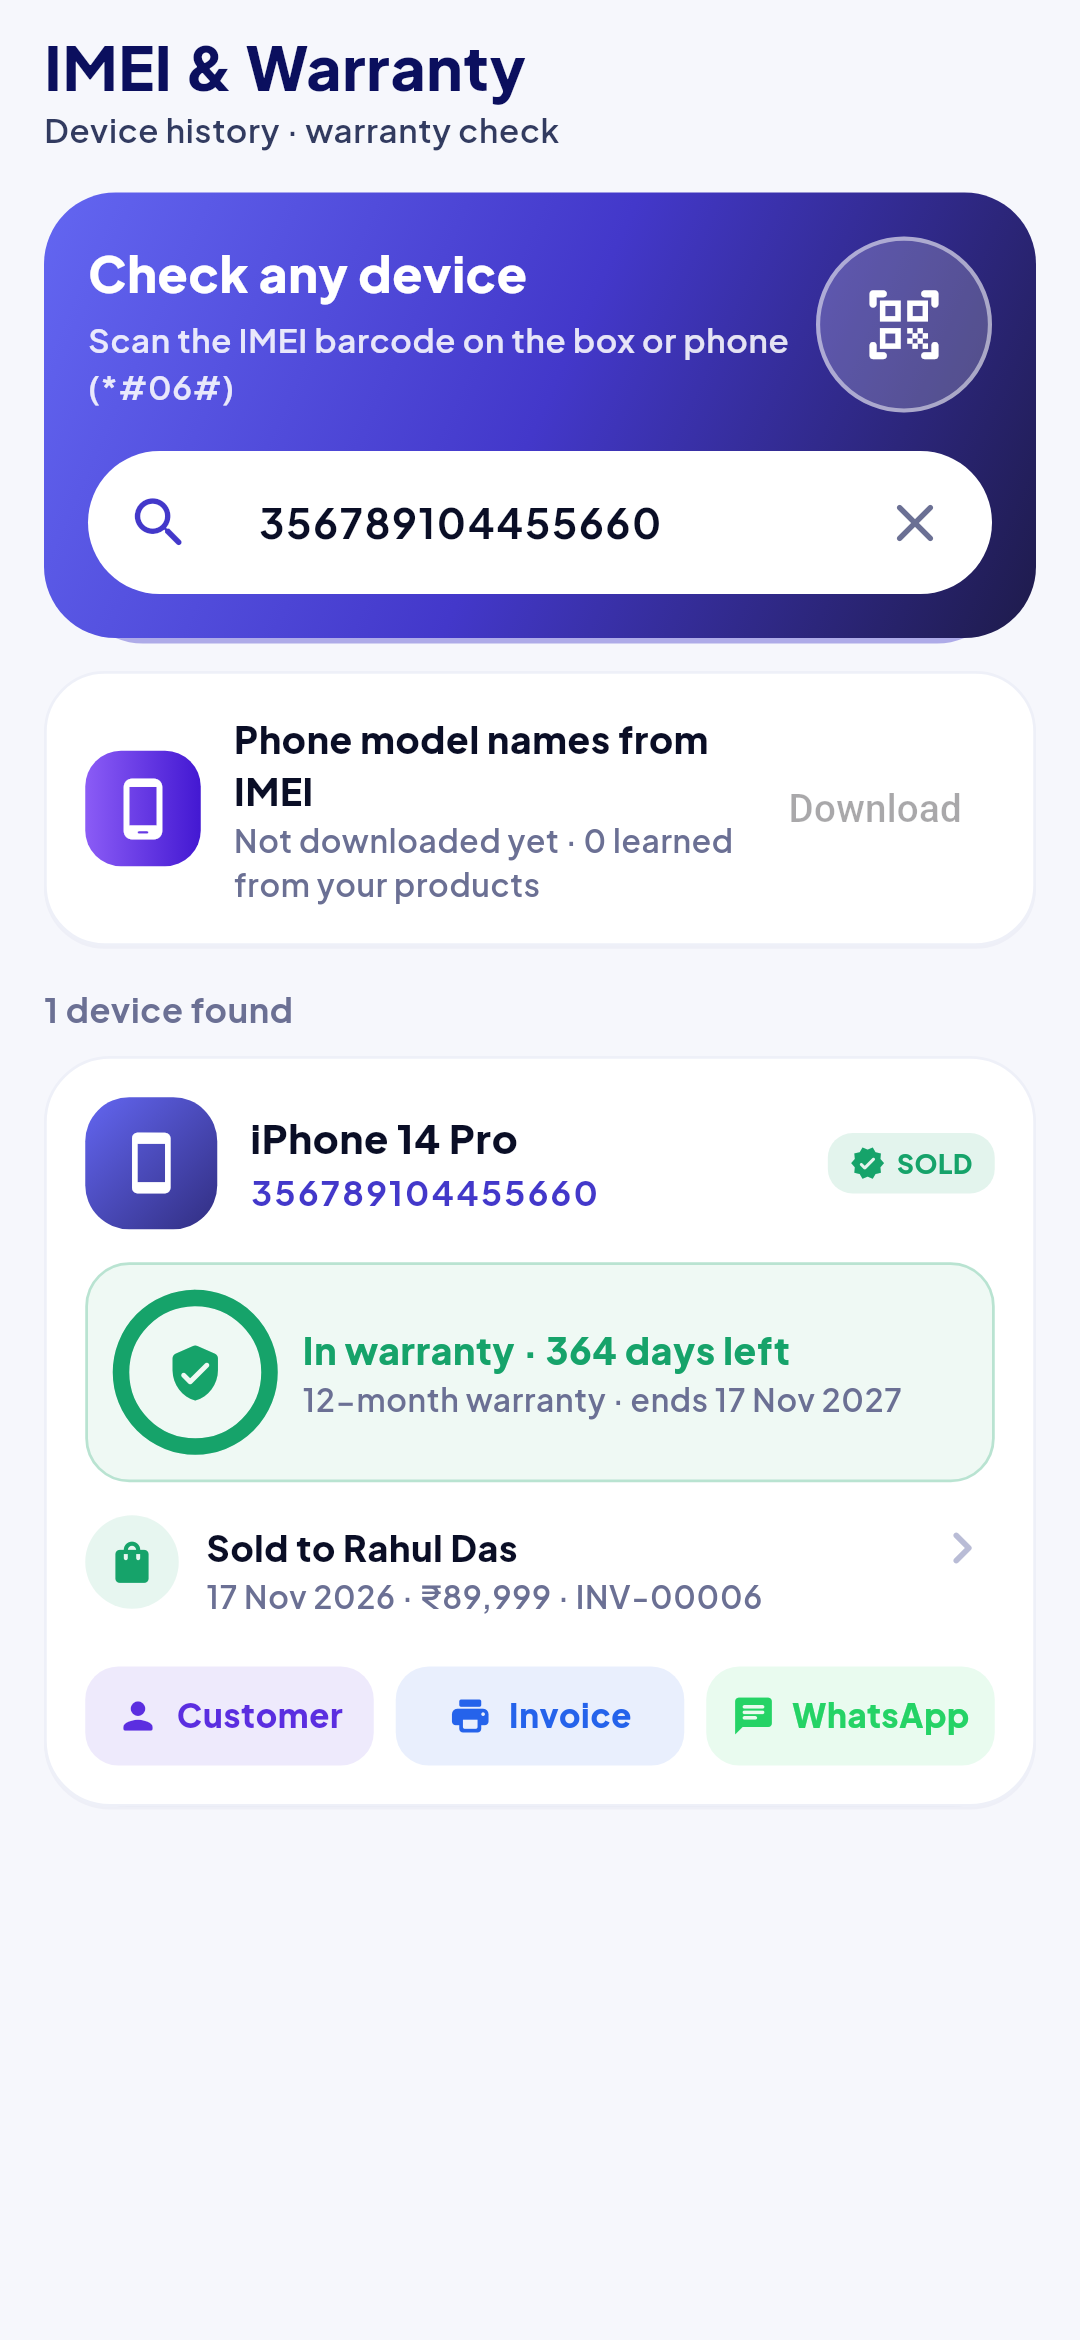 IMEI & Warranty
Device history · warranty check
Check any device
Scan the IMEI barcode on the box or phone
(*#06#)
356789104455660
Phone model names from
IMEI
Not downloaded yet · 0 learned
from your products
Download
1 device found
iPhone 14 Pro
356789104455660
SOLD
In warranty · 364 days left
12-month warranty · ends 17 Nov 2027
Sold to Rahul Das
17 Nov 2026 · ₹89,999 · INV-00006
Customer
Invoice
WhatsApp